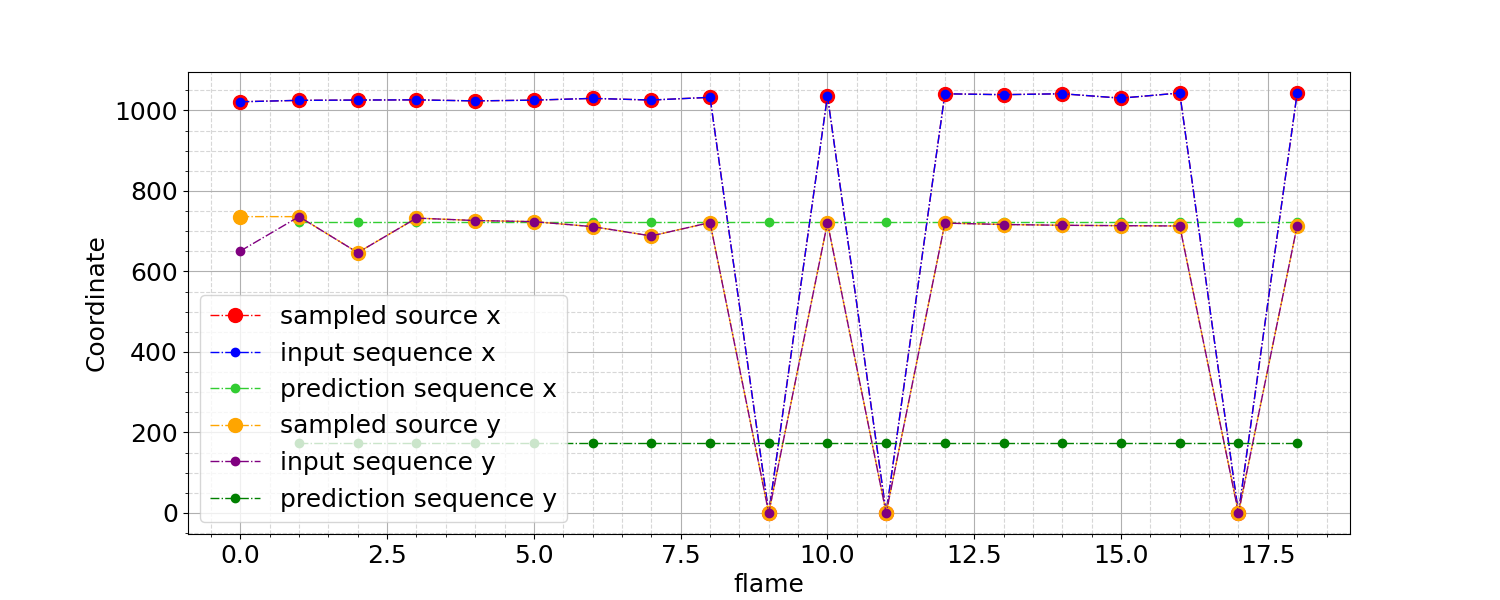 1000
800
600
400
200
0
Coordinate
sampled source x
input sequence x
prediction sequence x
sampled source y
input sequence y
prediction sequence y
0.0 2.5 5.0 7.5 10.0 12.5 15.0 17.5
flame